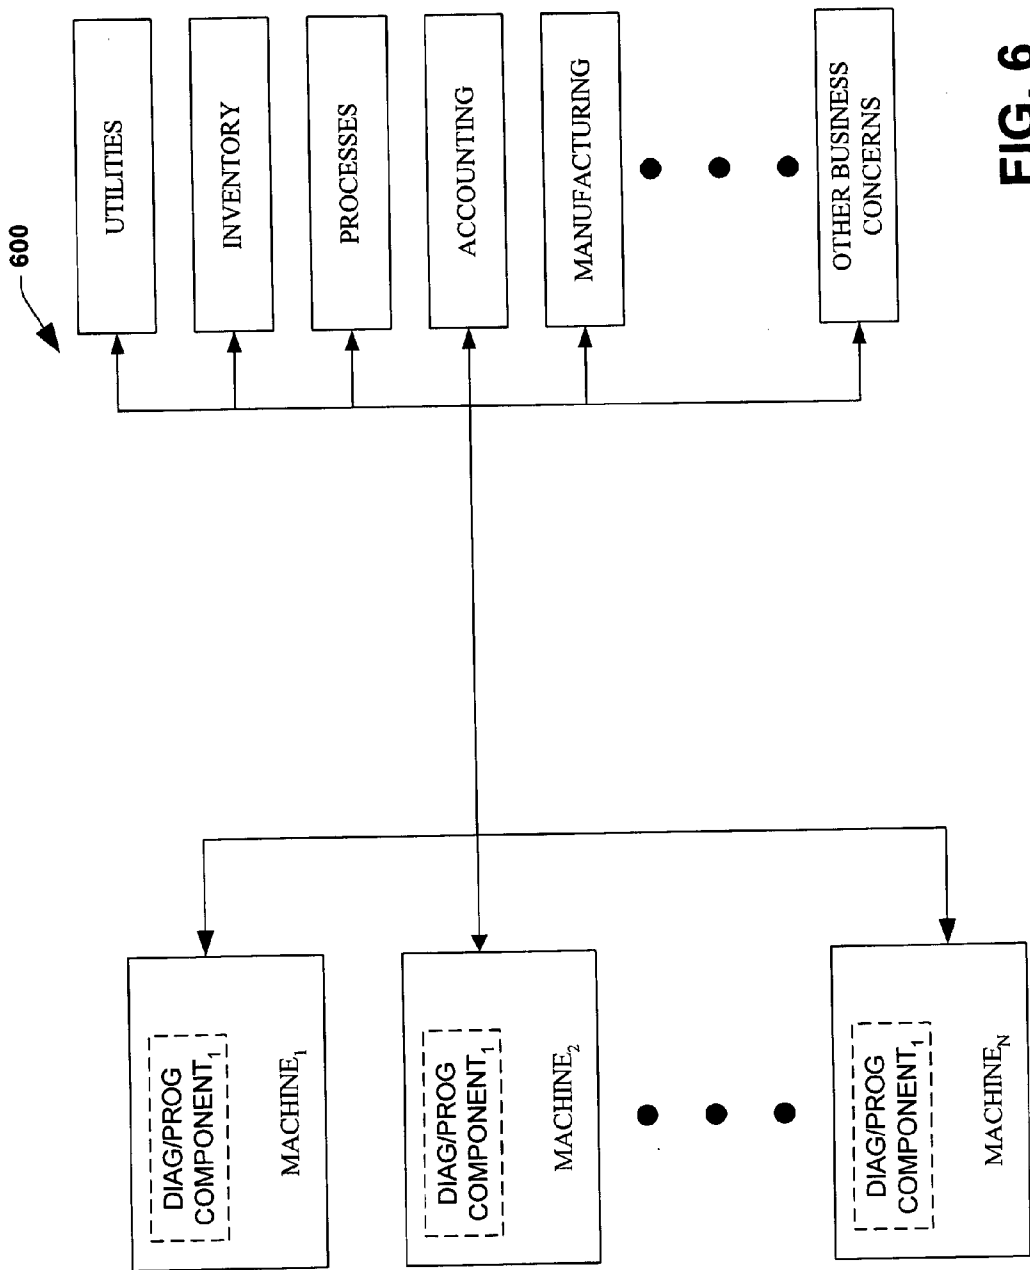 600
UTILITIES
INVENTORY
PROCESSES
ACCOUNTING
MANUFACTURING
OTHER BUSINESS
CONCERNS
DIAG/PROG
COMPONENT₁
MACHINE₁
DIAG/PROG
COMPONENT₁
MACHINE₂
DIAG/PROG
COMPONENT₁
MACHINE_N
FIG. 6